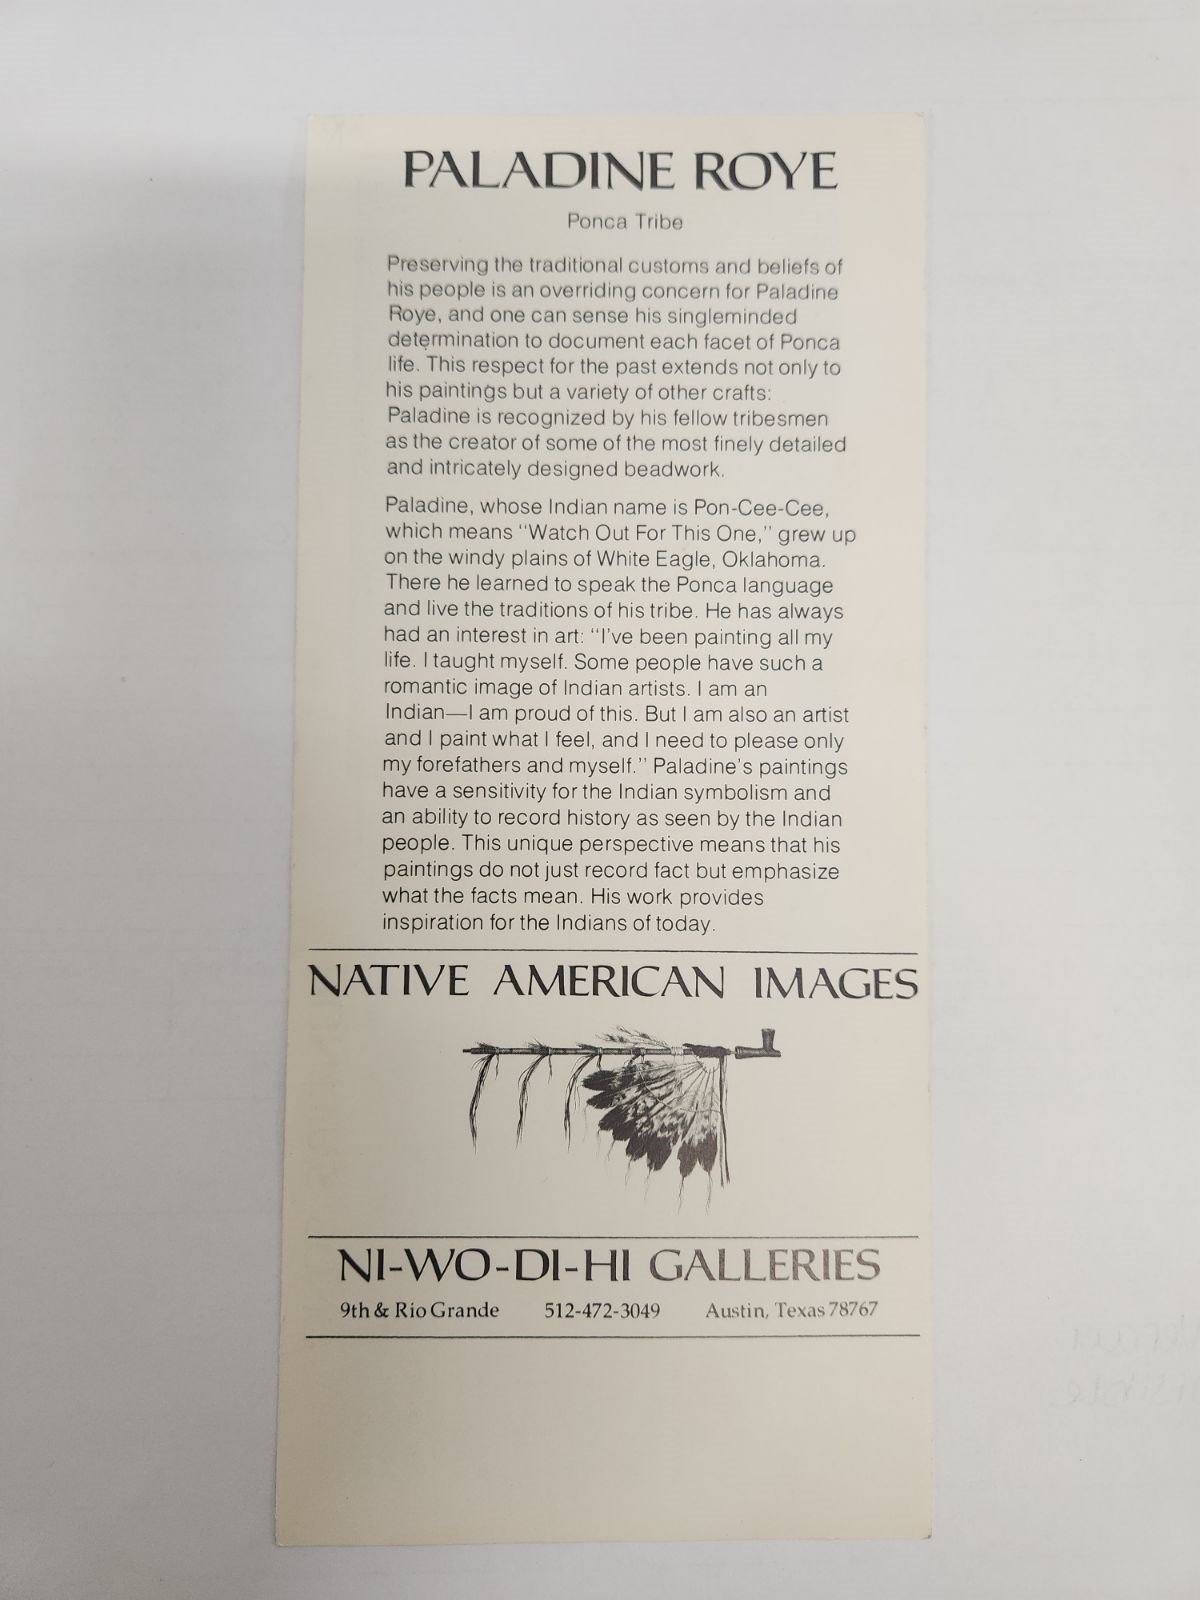 PALADINE ROYE
Ponca Tribe
Preserving the traditional customs and beliefs of
his people is an overriding concern for Paladine
Roye, and one can sense his singleminded
determination to document each facet of Ponca
life. This respect for the past extends not only to
his paintings but a variety of other crafts:
Paladine is recognized by his fellow tribesmen
as the creator of some of the most finely detailed
and intricately designed beadwork.
Paladine, whose Indian name is Pon-Cee-Cee,
which means "Watch Out For This One," grew up
on the windy plains of White Eagle, Oklahoma.
There he learned to speak the Ponca language
and live the traditions of his tribe. He has always
had an interest in art: "I've been painting all my
life. I taught myself. Some people have such a
romantic image of Indian artists. I am an
Indian—I am proud of this. But I am also an artist
and I paint what I feel, and I need to please only
my forefathers and myself." Paladine's paintings
have a sensitivity for the Indian symbolism and
an ability to record history as seen by the Indian
people. This unique perspective means that his
paintings do not just record fact but emphasize
what the facts mean. His work provides
inspiration for the Indians of today.
NATIVE AMERICAN IMAGES
NI-WO-DI-HI GALLERIES
9th & Rio Grande 512-472-3049 Austin, Texas 78767